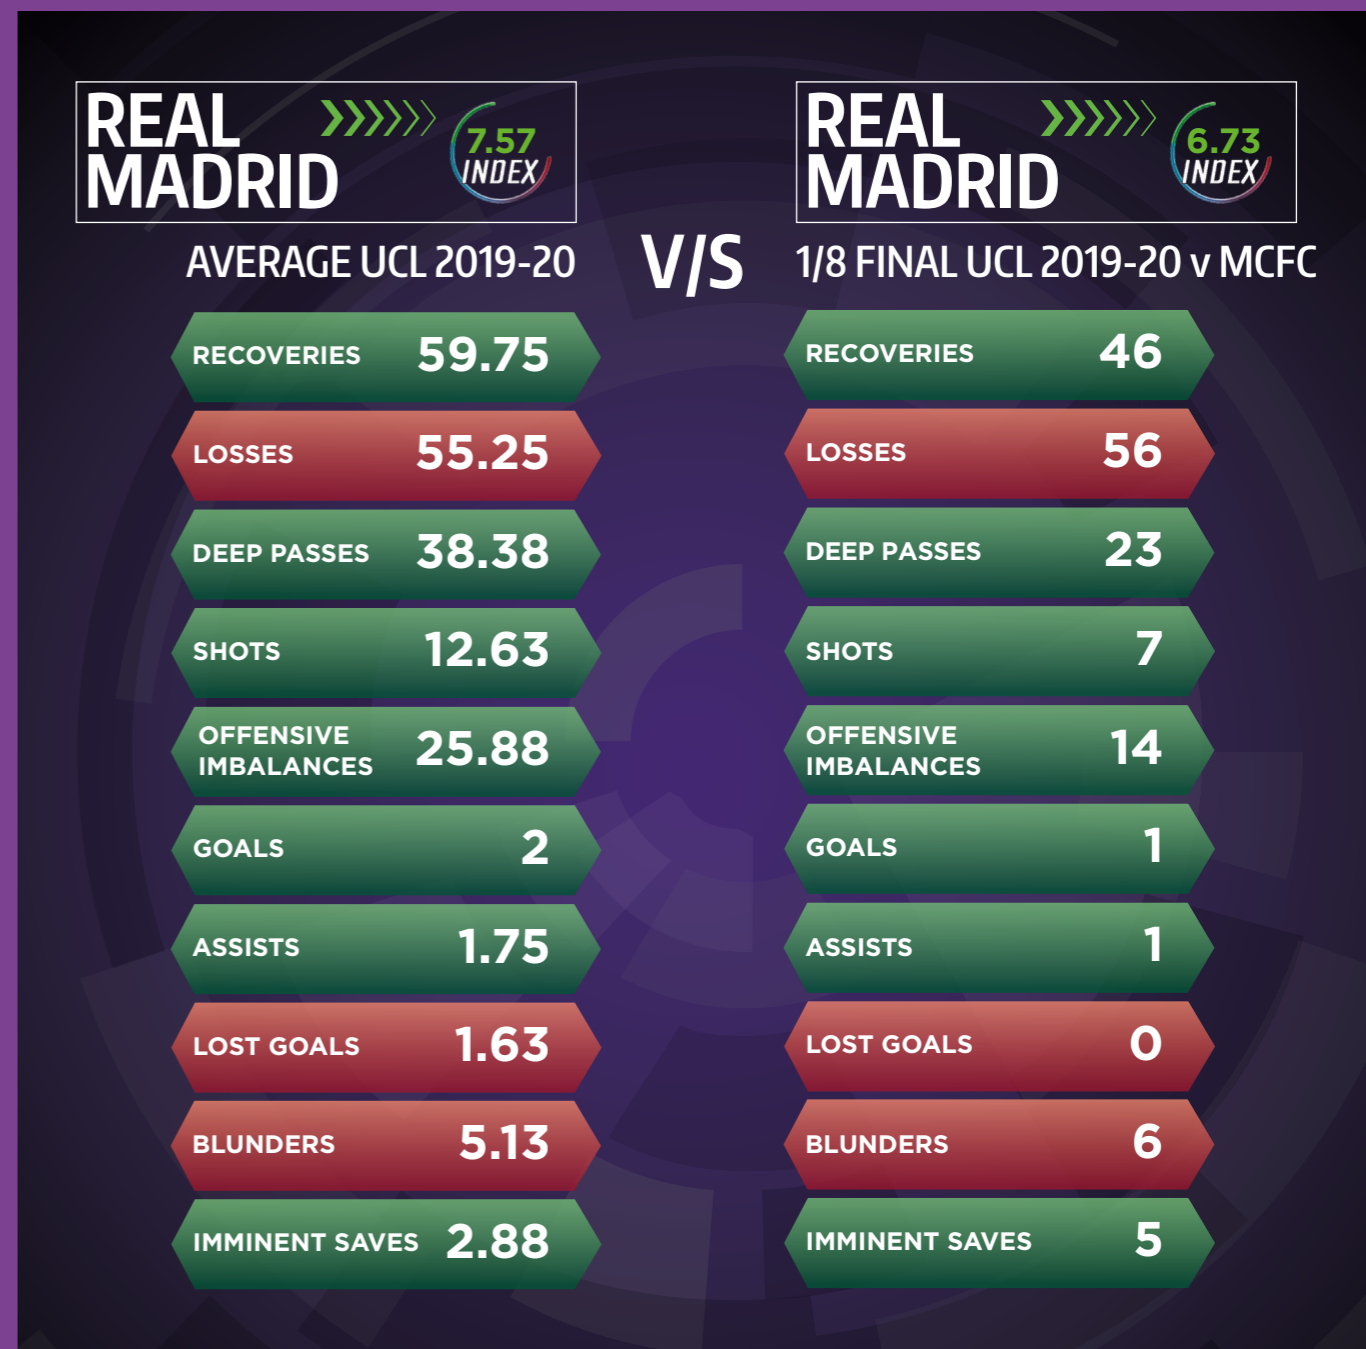 REAL
MADRID
7.57
INDEX
AVERAGE UCL 2019-20
RECOVERIES 59.75
LOSSES 55.25
DEEP PASSES 38.38
SHOTS 12.63
OFFENSIVE
IMBALANCES 25.88
GOALS 2
ASSISTS 1.75
LOST GOALS 1.63
BLUNDERS 5.13
IMMINENT SAVES 2.88
V/S
REAL
MADRID
6.73
INDEX
1/8 FINAL UCL 2019-20 v MCFC
RECOVERIES 46
LOSSES 56
DEEP PASSES 23
SHOTS 7
OFFENSIVE
IMBALANCES 14
GOALS 1
ASSISTS 1
LOST GOALS 0
BLUNDERS 6
IMMINENT SAVES 5